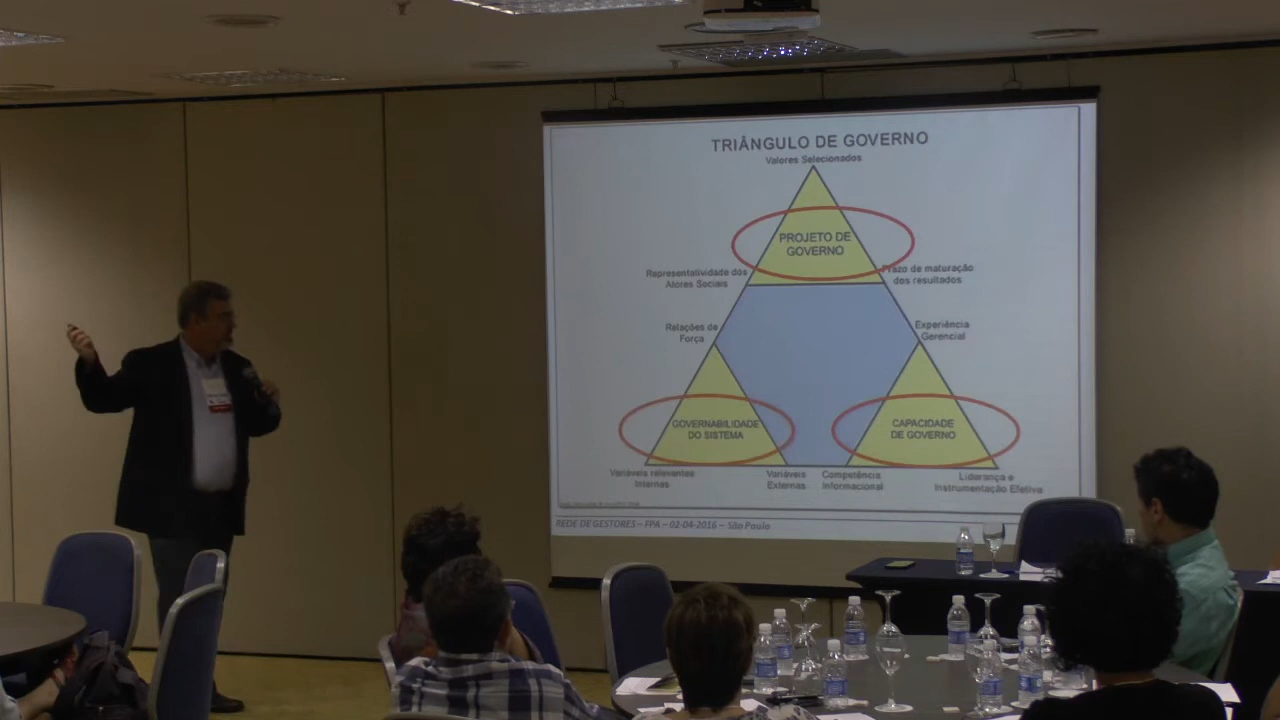 TRIÂNGULO DE GOVERNO
Valores Selecionados
PROJETO DE
GOVERNO
Representatividade dos
Atores Sociais
Prazo de maturação
dos resultados
Relações de
Força
Experiência
Gerencial
GOVERNABILIDADE
DO SISTEMA
CAPACIDADE
DE GOVERNO
Variáveis relevantes
Internas
Variáveis
Externas
Competência
Informacional
Liderança e
Instrumentação Efetiva
REDE DE GESTORES – FPA – 02-04-2016 – São Paulo